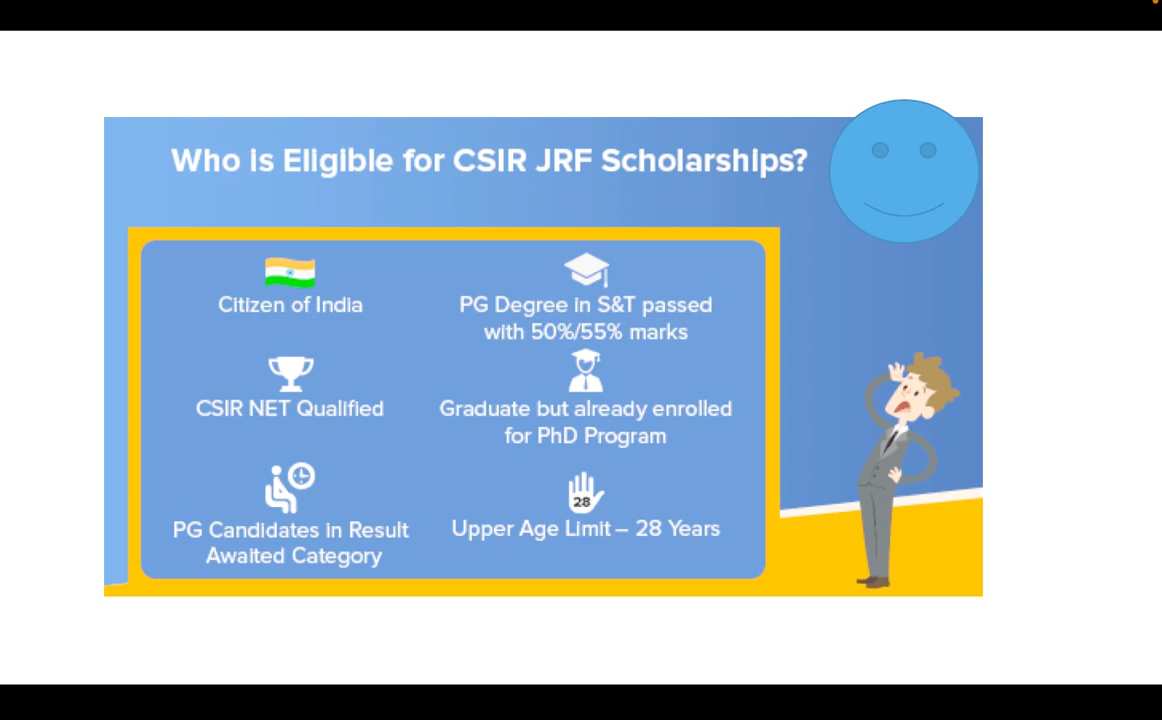 Who is Eligible for CSIR JRF Scholarships?
Citizen of India
PG Degree in S&T passed
with 50%/55% marks
CSIR NET Qualified
Graduate but already enrolled
for PhD Program
PG Candidates in Result
Awaited Category
28
Upper Age Limit – 28 Years